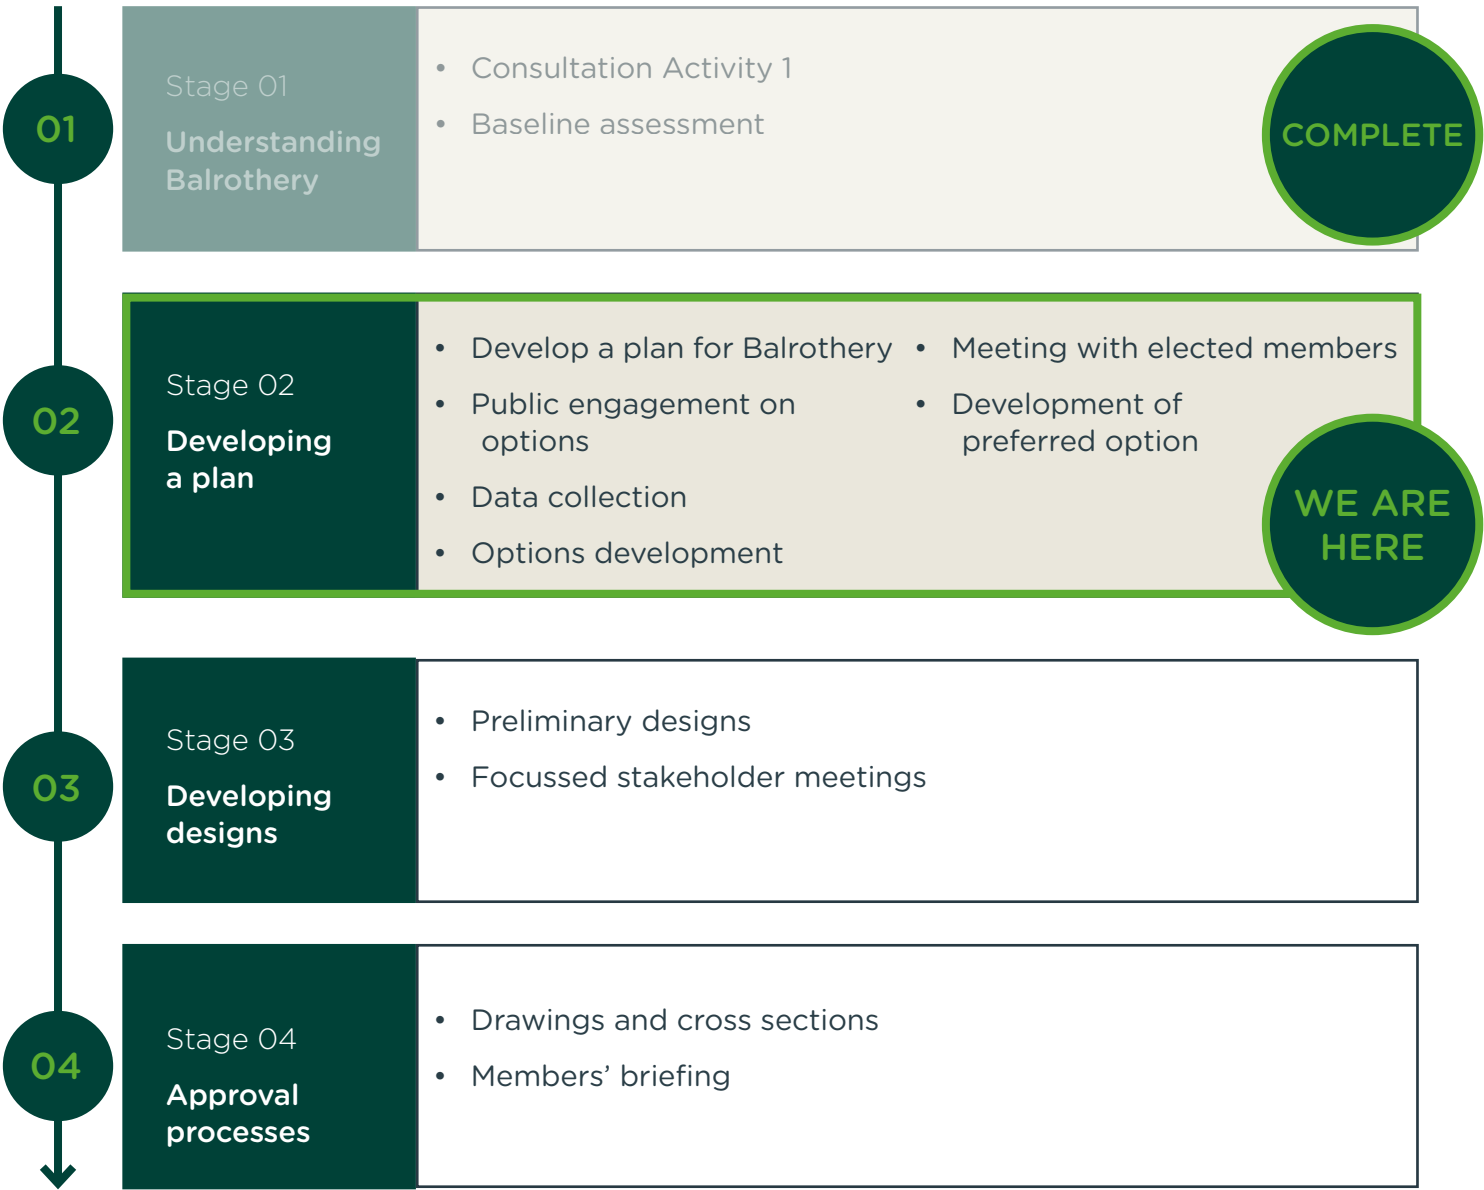 01
Stage 01
Understanding
Balrothery
• Consultation Activity 1
• Baseline assessment
COMPLETE
02
Stage 02
Developing
a plan
• Develop a plan for Balrothery
• Public engagement on
options
• Data collection
• Options development
• Meeting with elected members
• Development of
preferred option
WE ARE
HERE
03
Stage 03
Developing
designs
• Preliminary designs
• Focussed stakeholder meetings
04
Stage 04
Approval
processes
• Drawings and cross sections
• Members’ briefing